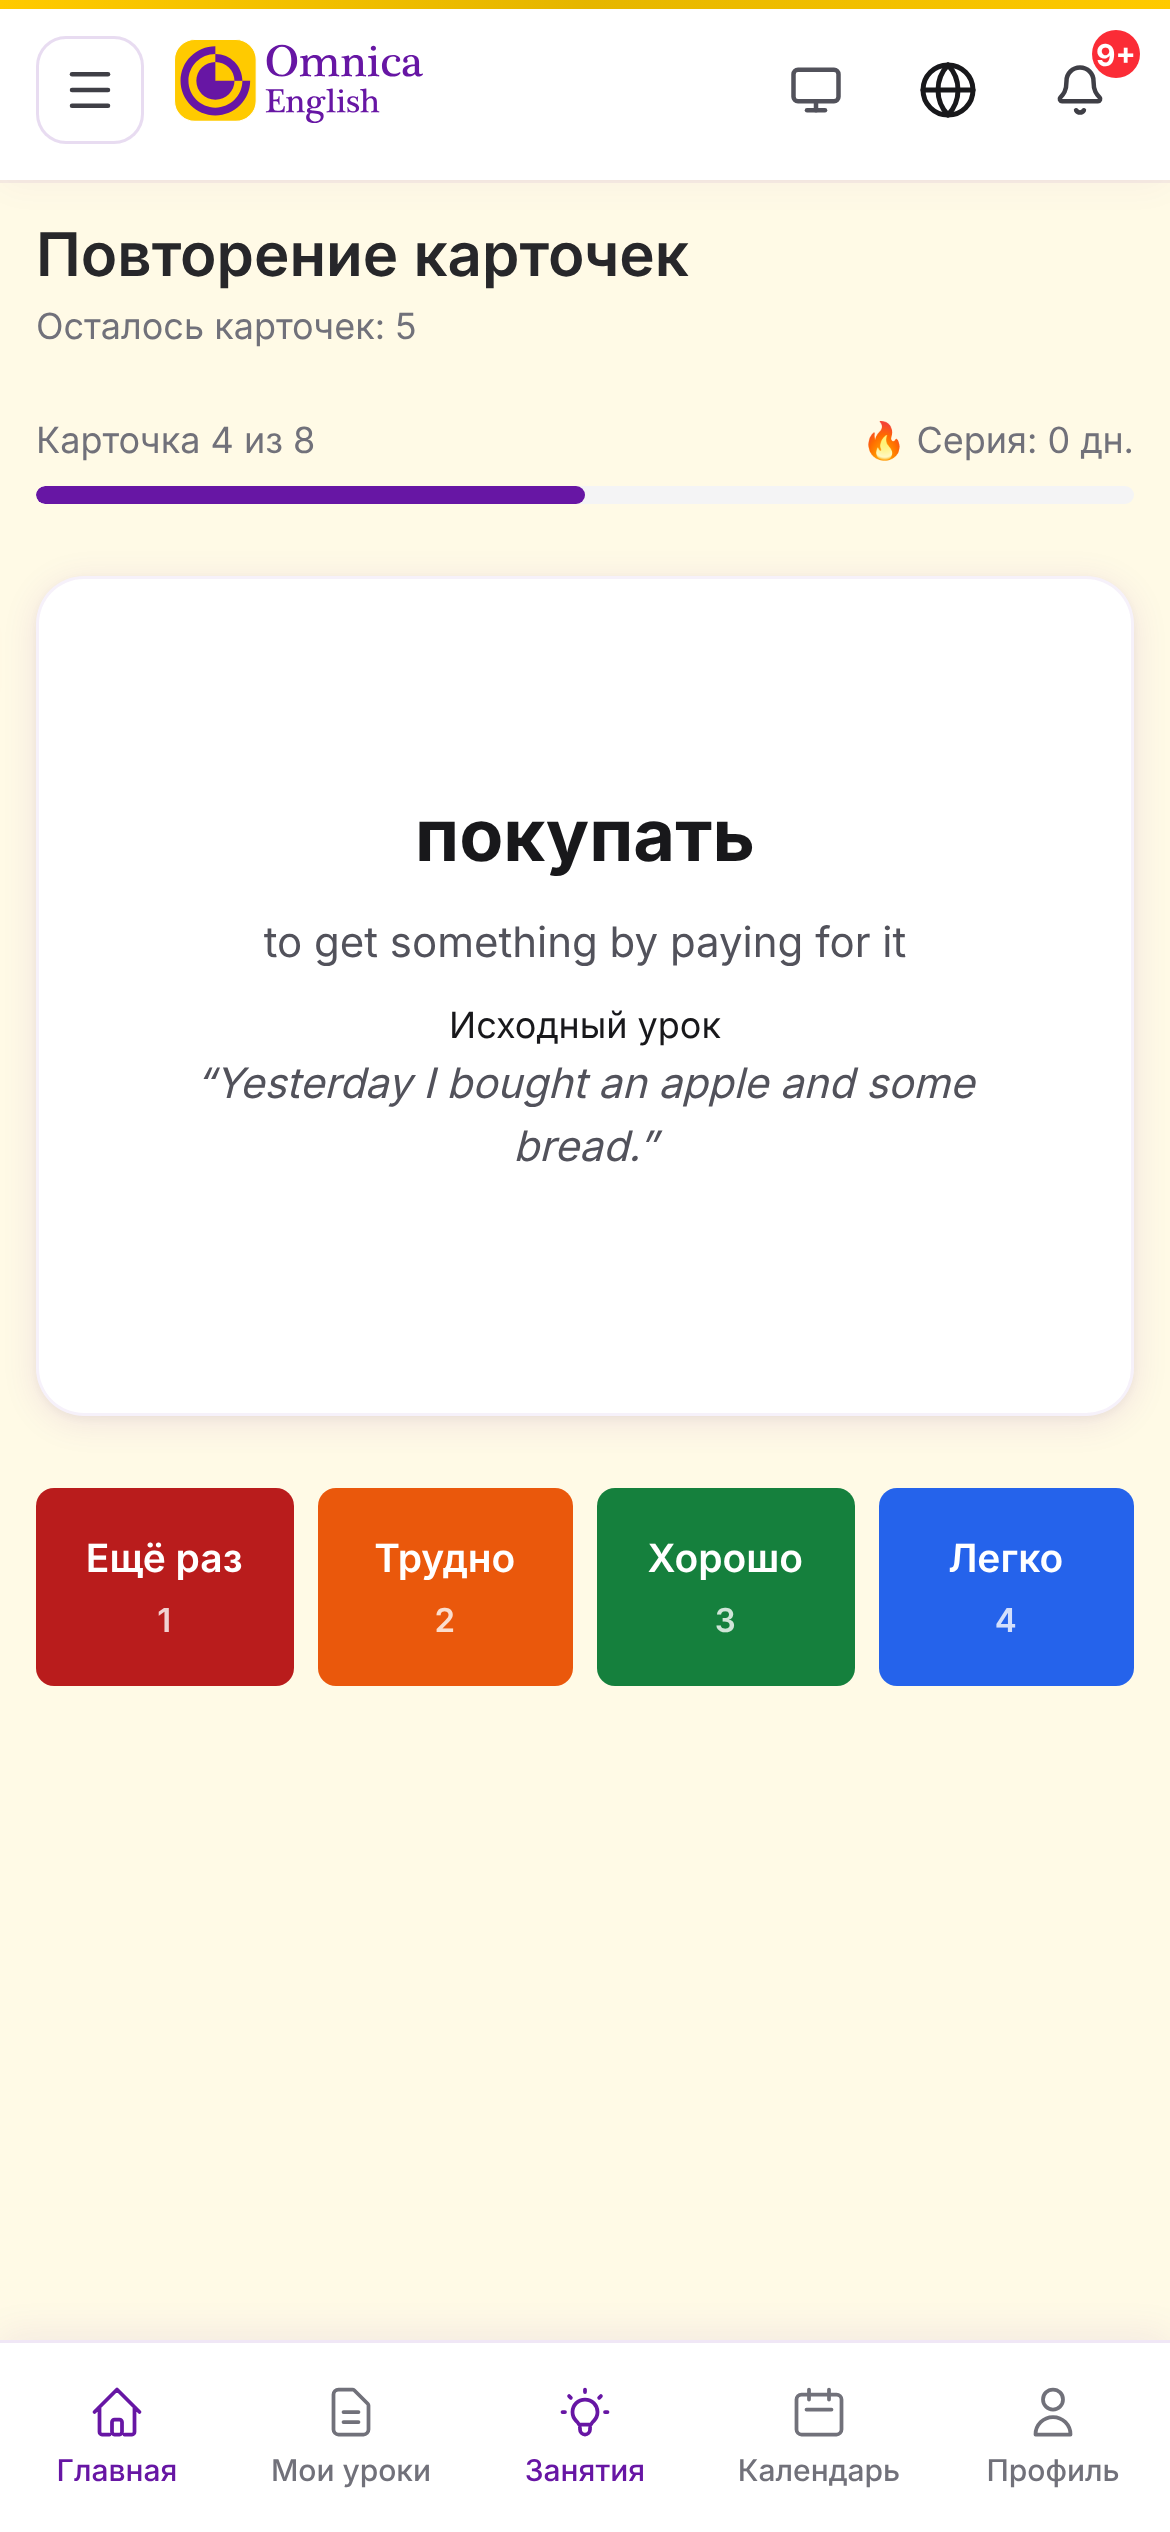 Omnica
English
9+
Повторение карточек
Осталось карточек: 5
Карточка 4 из 8
🔥 Серия: 0 дн.
покупать
to get something by paying for it
Исходный урок
“Yesterday I bought an apple and some
bread.”
Ещё раз
1
Трудно
2
Хорошо
3
Легко
4
Главная
Мои уроки
Занятия
Календарь
Профиль